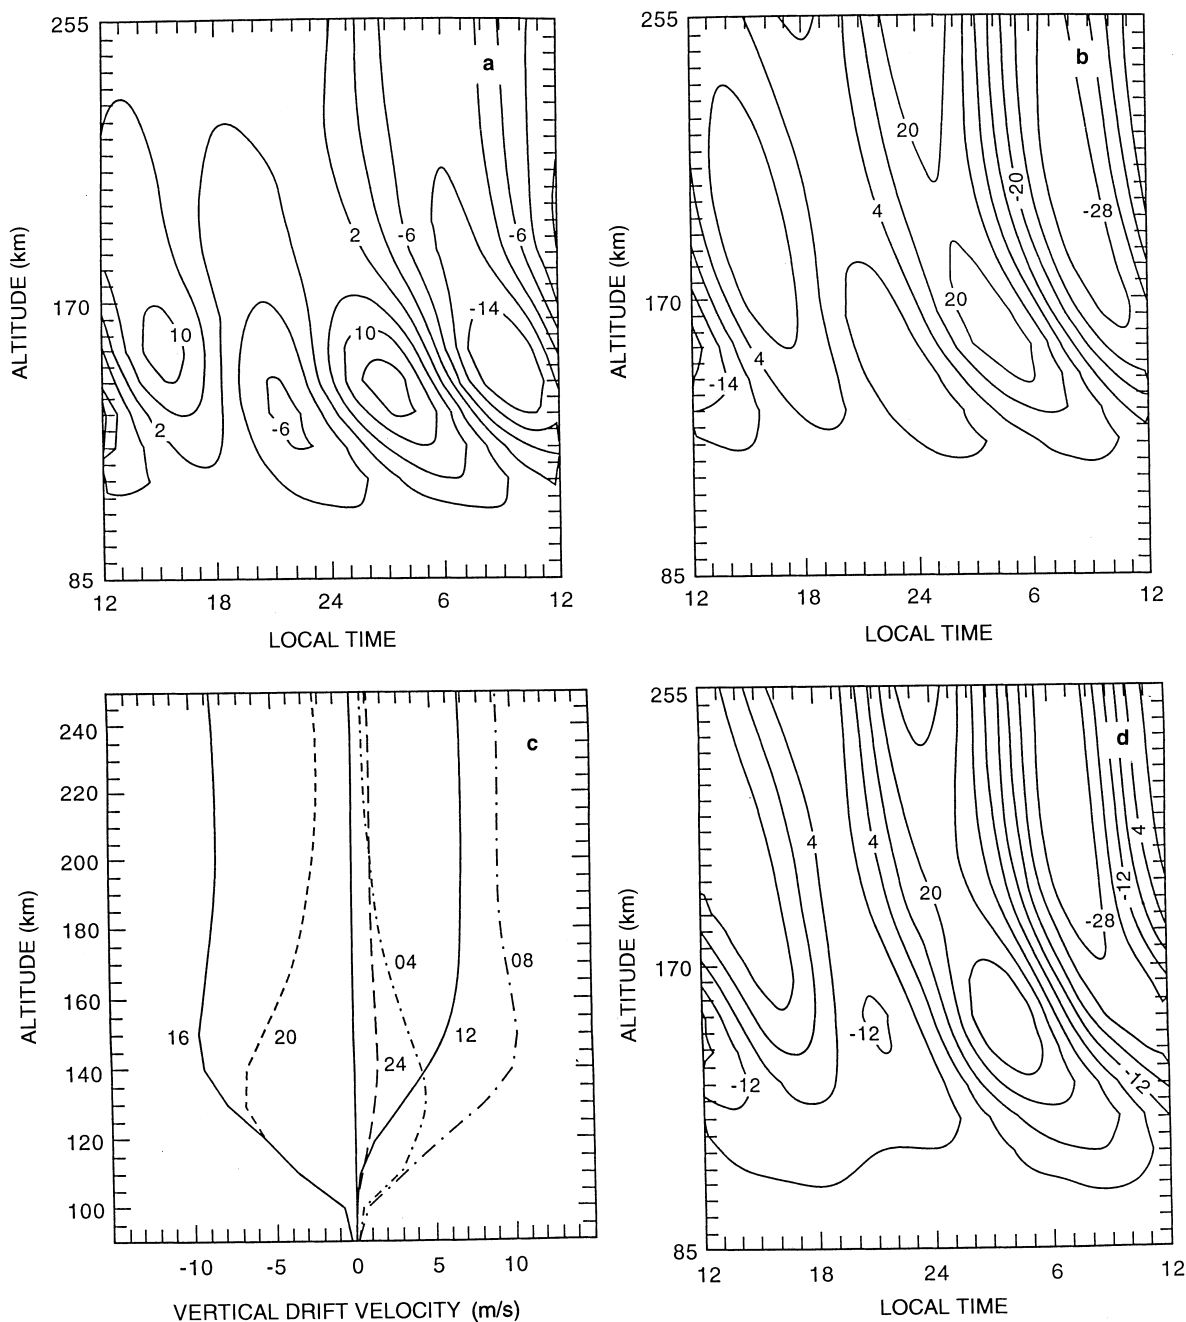 255
a
2
-6
-6
170
-14
10
10
2
-6
85
12 18 24 6 12
ALTITUDE (km)
LOCAL TIME
255
b
20
-20
4
-28
170
20
4
-14
85
12 18 24 6 12
ALTITUDE (km)
LOCAL TIME
240
c
220
200
180
04
08
160
16
20
12
24
140
120
100
-10 -5 0 5 10
ALTITUDE (km)
VERTICAL DRIFT VELOCITY (m/s)
255
d
4
4
4
20
-12
-28
170
-12
-12
-12
85
12 18 24 6 12
ALTITUDE (km)
LOCAL TIME